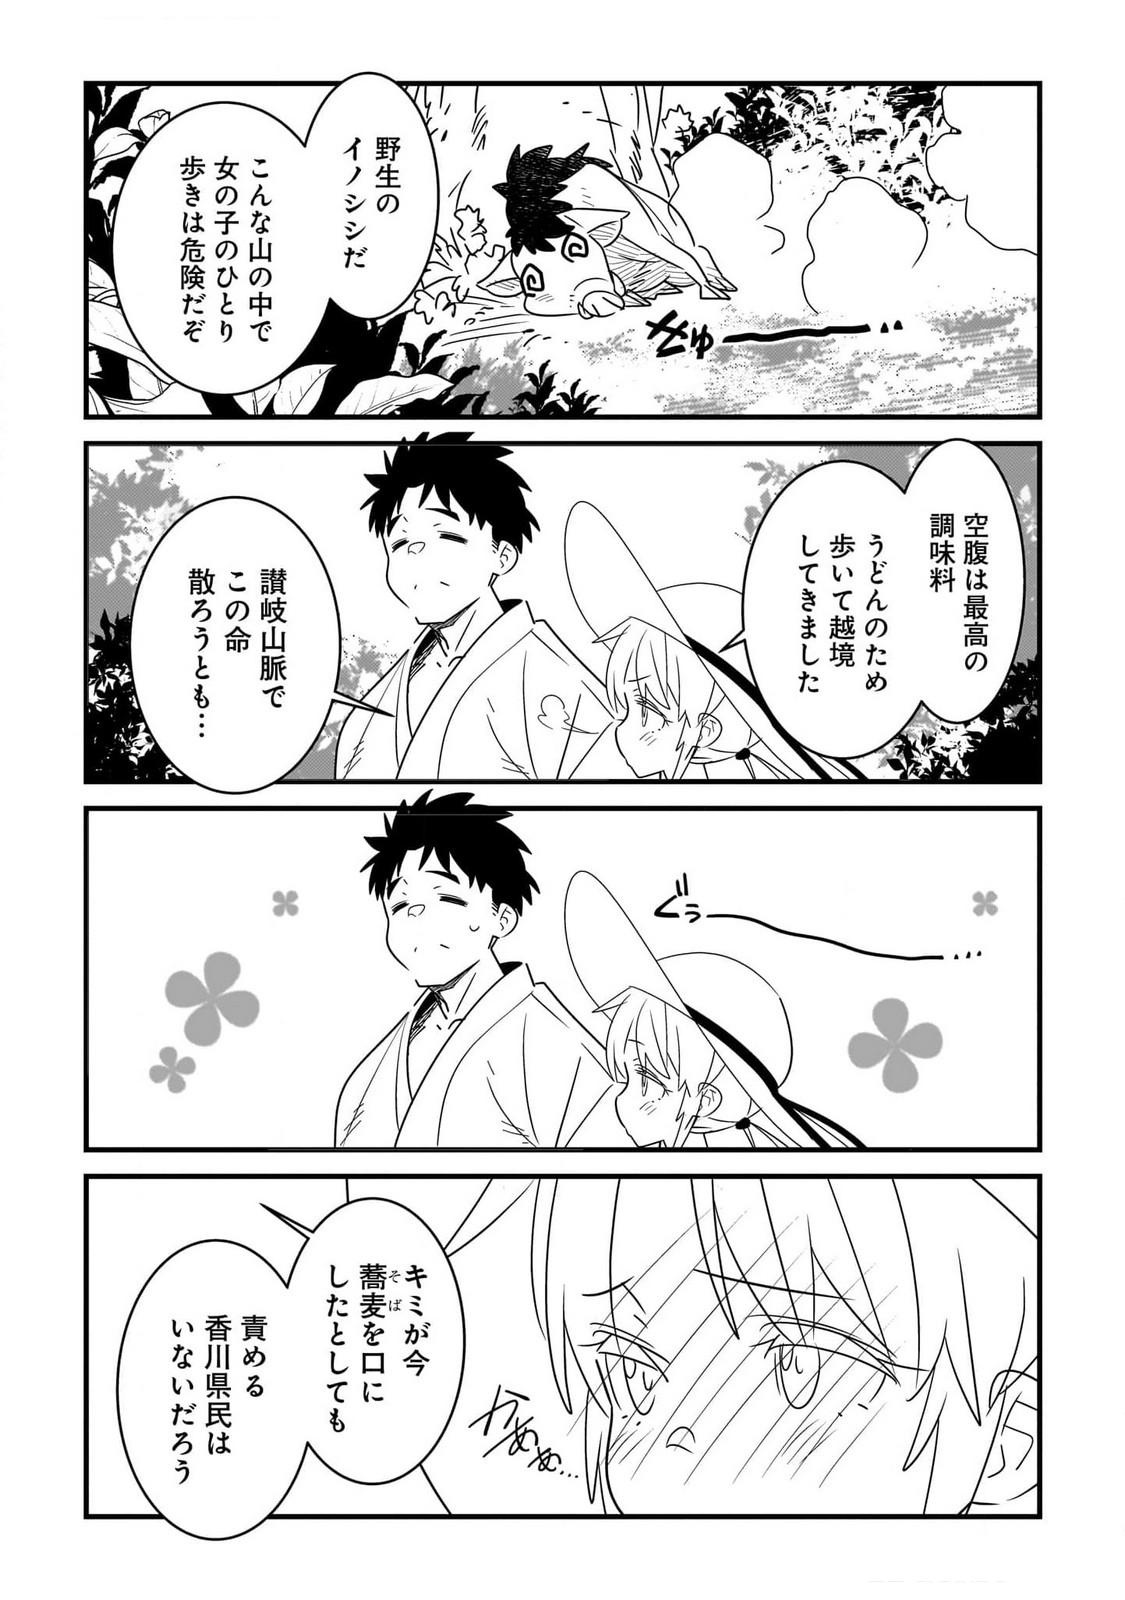 野生の
イノシシだ
こんな山の中で
女の子のひとり
歩きは危険だぞ
きゅ
空腹は最高の
調味料
うどんのため
歩いて越境
してきました
讃岐山脈で
この命
散ろうとも…
ぐぅ
キミが今
蕎麦を口に
そば
したとしても
責める
香川県民は
いないだろう
かぁぁぁ…